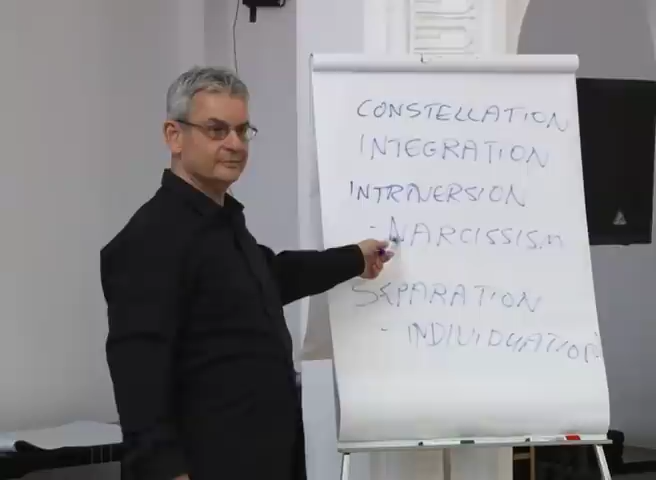 CONSTELLATION
INTEGRATION
INTRAVERSION
- NARCISSISM
SEPARATION
- INDIVIDUATION